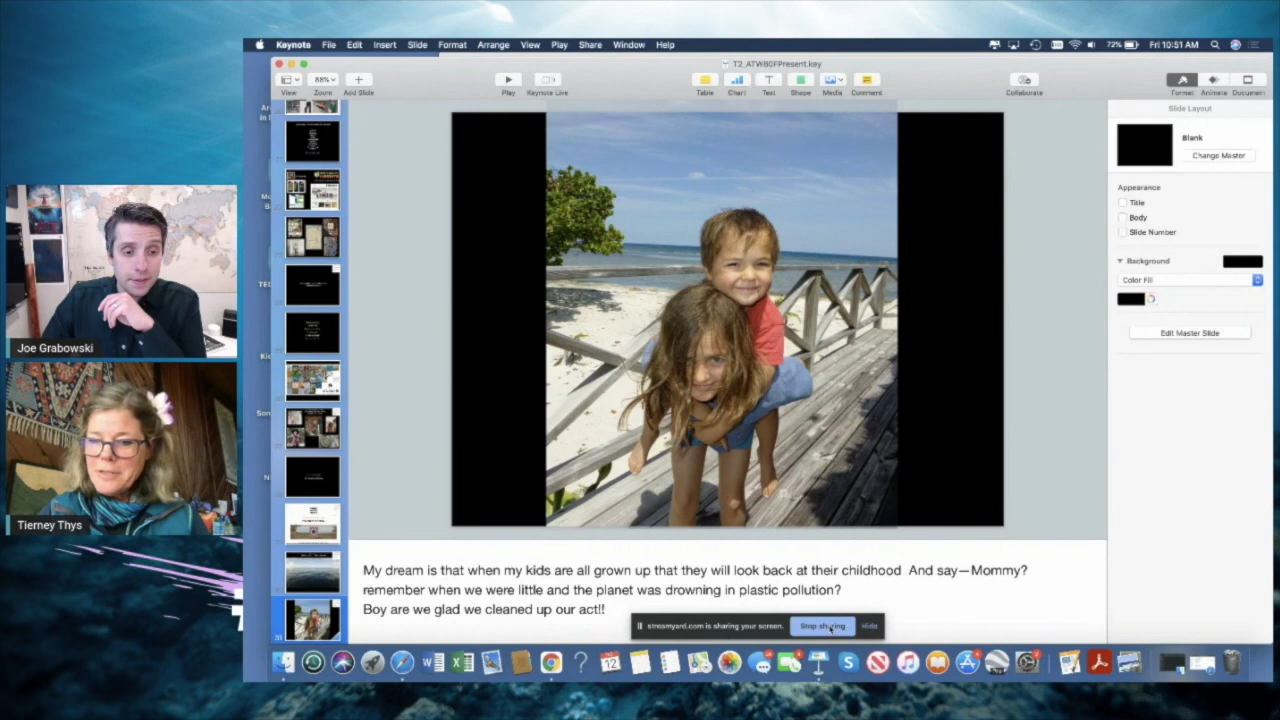 Keynote File Edit Insert Slide Format Arrange View Play Share Window Help
72% Fri 10:51 AM
T2_ATW80FPresent.key
88%
View Zoom Add Slide Play Keynote Live Table Chart Text Shape Media Comment Collaborate Format Animate Document
Slide Layout
Blank
Change Master
Appearance
Title
Body
Slide Number
Background
Color Fill
Edit Master Slide
Joe Grabowski
Tierney Thys
My dream is that when my kids are all grown up that they will look back at their childhood And say—Mommy?
remember when we were little and the planet was drowning in plastic pollution?
Boy are we glad we cleaned up our act!!
streamyard.com is sharing your screen. Stop sharing Hide
31
12